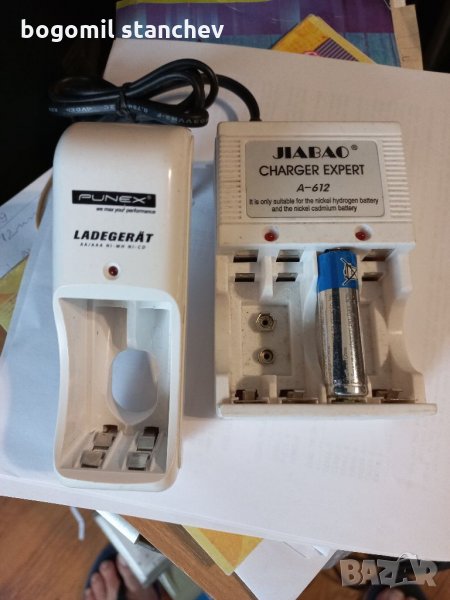 bogomil stanchev
PUNEX®
we max your performance
LADEGERÄT
AA/AAA NI-MH NI-CD
JIABAO®
CHARGER EXPERT
A-612
It is only suitable for the nickel hydrogen battery
and the nickel cadmium battery
BAZAR